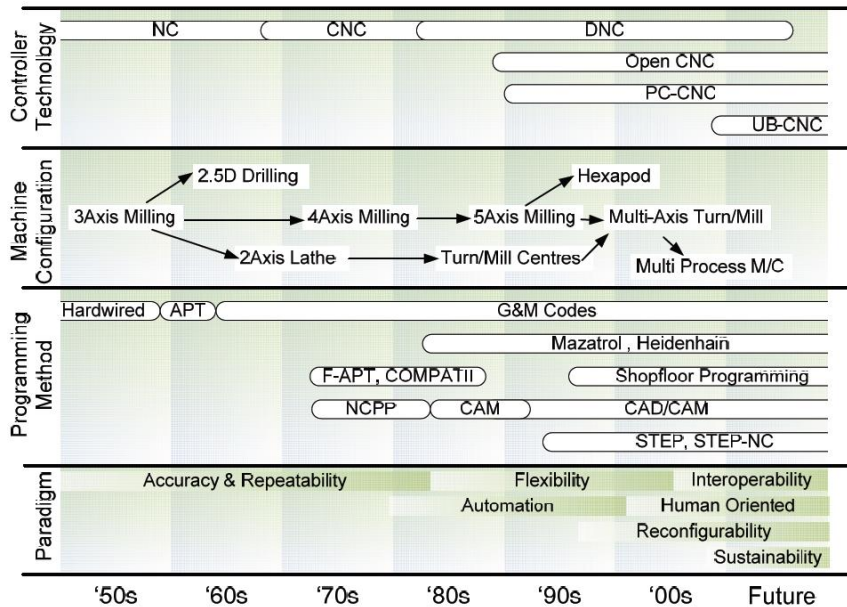 Controller
Technology
NC
CNC
DNC
Open CNC
PC-CNC
UB-CNC
Machine
Configuration
2.5D Drilling
Hexapod
3Axis Milling
4Axis Milling
5Axis Milling
Multi-Axis Turn/Mill
2Axis Lathe
Turn/Mill Centres
Multi Process M/C
Programming
Method
Hardwired
APT
G&M Codes
Mazatrol , Heidenhain
F-APT, COMPATII
Shopfloor Programming
NCPP
CAM
CAD/CAM
STEP, STEP-NC
Paradigm
Accuracy & Repeatability
Flexibility
Interoperability
Automation
Human Oriented
Reconfigurability
Sustainability
‘50s
‘60s
‘70s
‘80s
‘90s
‘00s
Future